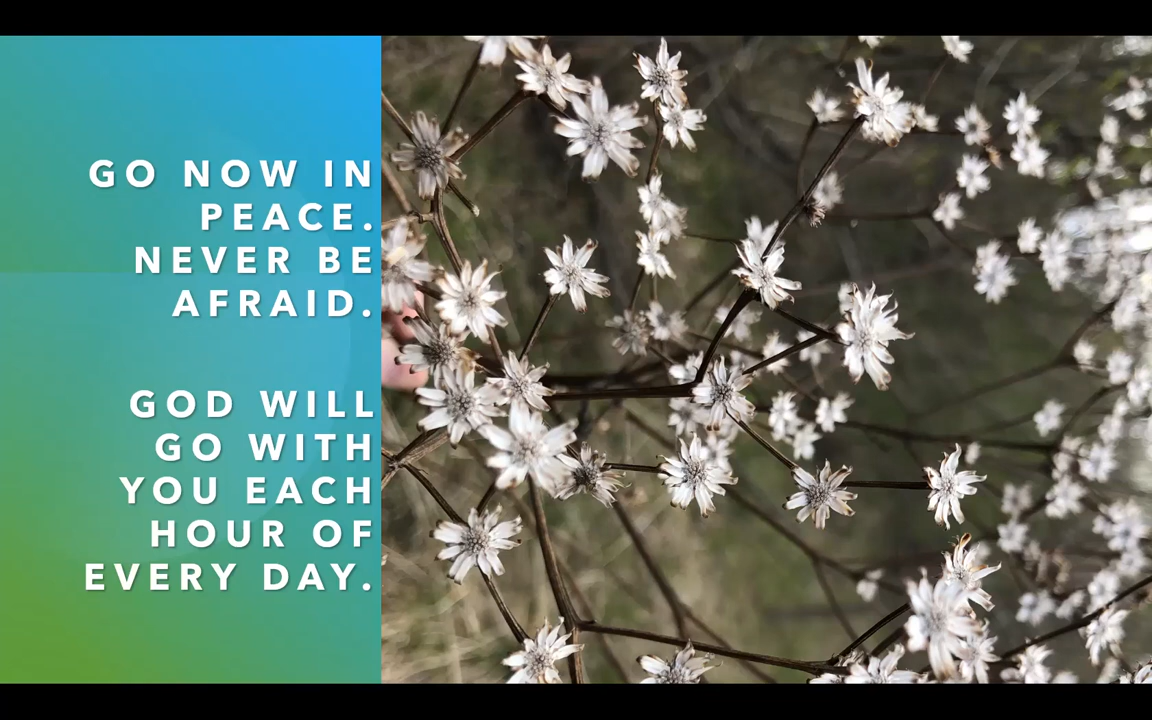 GO NOW IN
PEACE.
NEVER BE
AFRAID.
GOD WILL
GO WITH
YOU EACH
HOUR OF
EVERY DAY.